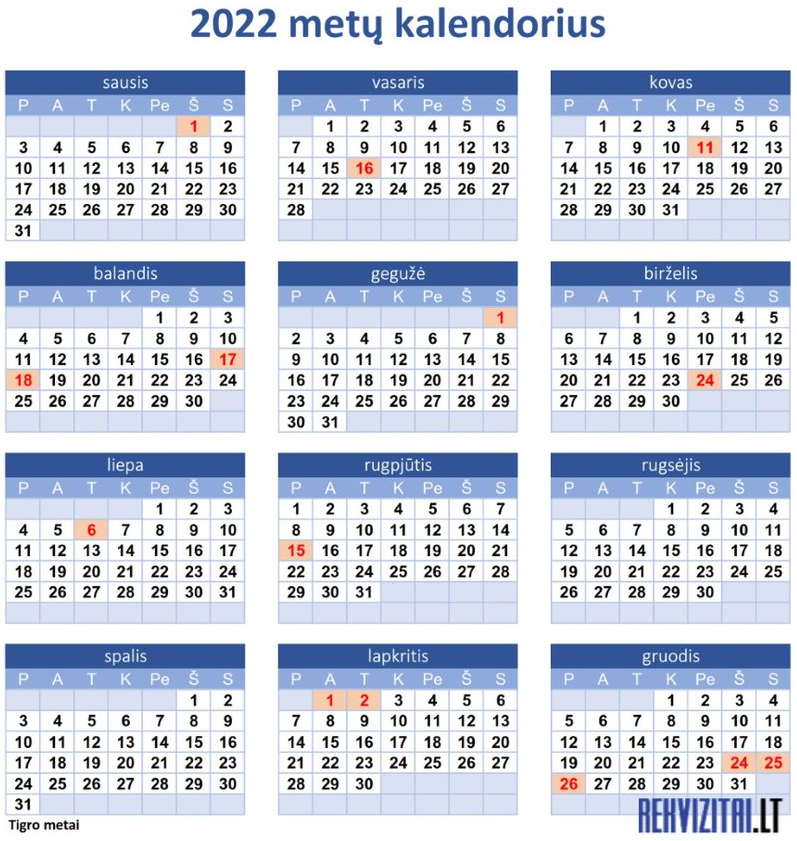 2022 metų kalendorius
sausis
P A T K Pe Š S
1 2
3 4 5 6 7 8 9
10 11 12 13 14 15 16
17 18 19 20 21 22 23
24 25 26 27 28 29 30
31
vasaris
P A T K Pe Š S
1 2 3 4 5 6
7 8 9 10 11 12 13
14 15 16 17 18 19 20
21 22 23 24 25 26 27
28
kovas
P A T K Pe Š S
1 2 3 4 5 6
7 8 9 10 11 12 13
14 15 16 17 18 19 20
21 22 23 24 25 26 27
28 29 30 31
balandis
P A T K Pe Š S
1 2 3
4 5 6 7 8 9 10
11 12 13 14 15 16 17
18 19 20 21 22 23 24
25 26 27 28 29 30
gegužė
P A T K Pe Š S
1
2 3 4 5 6 7 8
9 10 11 12 13 14 15
16 17 18 19 20 21 22
23 24 25 26 27 28 29
30 31
birželis
P A T K Pe Š S
1 2 3 4 5
6 7 8 9 10 11 12
13 14 15 16 17 18 19
20 21 22 23 24 25 26
27 28 29 30
liepa
P A T K Pe Š S
1 2 3
4 5 6 7 8 9 10
11 12 13 14 15 16 17
18 19 20 21 22 23 24
25 26 27 28 29 30 31
rugpjūtis
P A T K Pe Š S
1 2 3 4 5 6 7
8 9 10 11 12 13 14
15 16 17 18 19 20 21
22 23 24 25 26 27 28
29 30 31
rugsėjis
P A T K Pe Š S
1 2 3 4
5 6 7 8 9 10 11
12 13 14 15 16 17 18
19 20 21 22 23 24 25
26 27 28 29 30
spalis
P A T K Pe Š S
1 2
3 4 5 6 7 8 9
10 11 12 13 14 15 16
17 18 19 20 21 22 23
24 25 26 27 28 29 30
31
lapkritis
P A T K Pe Š S
1 2 3 4 5 6
7 8 9 10 11 12 13
14 15 16 17 18 19 20
21 22 23 24 25 26 27
28 29 30
gruodis
P A T K Pe Š S
1 2 3 4
5 6 7 8 9 10 11
12 13 14 15 16 17 18
19 20 21 22 23 24 25
26 27 28 29 30 31
Tigro metai
REKVIZITAI.LT